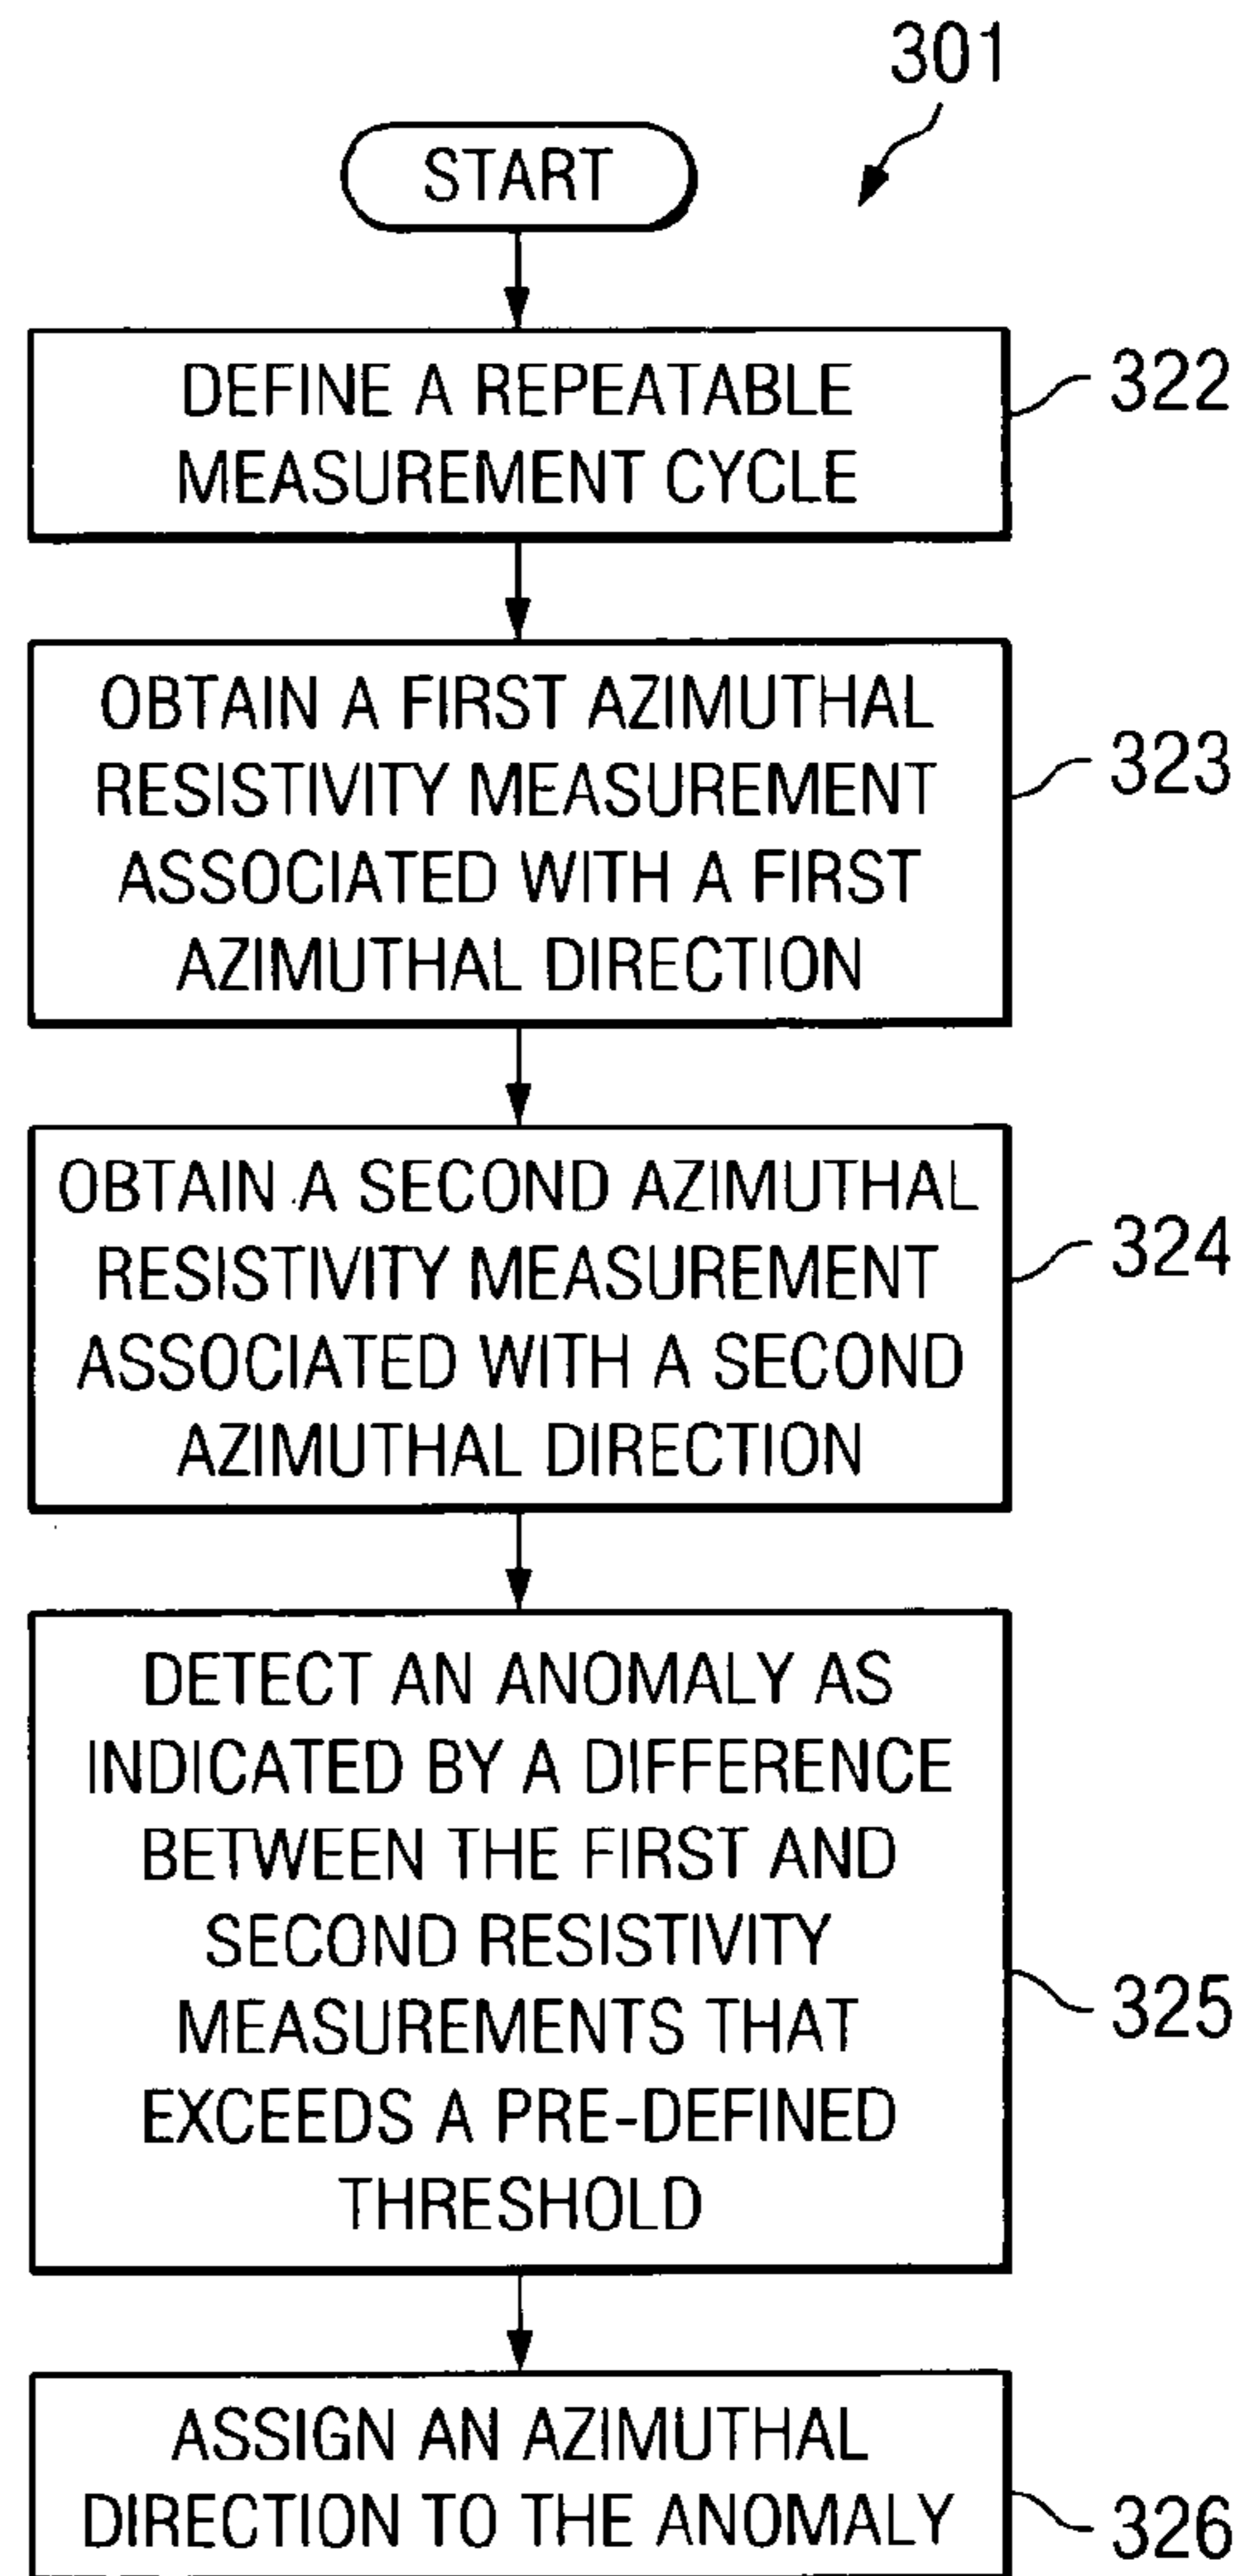 301
START
DEFINE A REPEATABLE
MEASUREMENT CYCLE
322
OBTAIN A FIRST AZIMUTHAL
RESISTIVITY MEASUREMENT
ASSOCIATED WITH A FIRST
AZIMUTHAL DIRECTION
323
OBTAIN A SECOND AZIMUTHAL
RESISTIVITY MEASUREMENT
ASSOCIATED WITH A SECOND
AZIMUTHAL DIRECTION
324
DETECT AN ANOMALY AS
INDICATED BY A DIFFERENCE
BETWEEN THE FIRST AND
SECOND RESISTIVITY
MEASUREMENTS THAT
EXCEEDS A PRE-DEFINED
THRESHOLD
325
ASSIGN AN AZIMUTHAL
DIRECTION TO THE ANOMALY
326